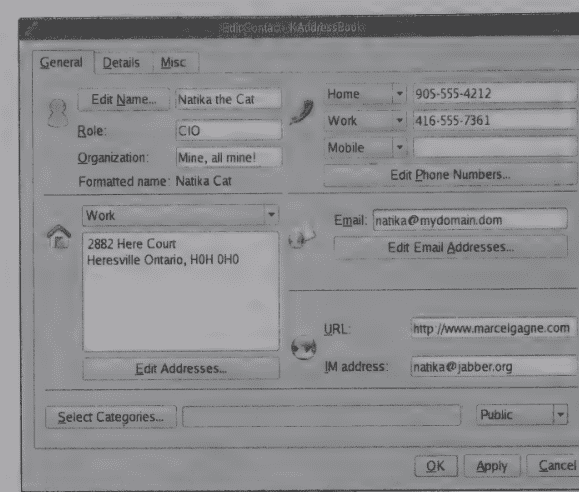 Edit Contact - KAddressBook
General Details Misc
Edit Name... Natika the Cat
Role: CIO
Organization: Mine, all mine!
Formatted name: Natika Cat
Home 905-555-4212
Work 416-555-7361
Mobile
Edit Phone Numbers...
Work
2882 Here Court
Heresville Ontario, H0H 0H0
Edit Addresses...
Email: natika@mydomain.dom
Edit Email Addresses...
URL: http://www.marcelgagne.com
IM address: natika@jabber.org
Select Categories... Public
OK Apply Cancel